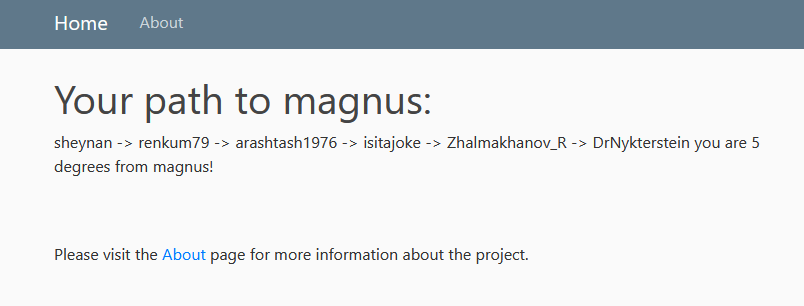 Home About
Your path to magnus:
sheynan -> renkum79 -> arashtash1976 -> isitajoke -> Zhalmakhanov_R -> DrNykterstein you are 5
degrees from magnus!
Please visit the About page for more information about the project.